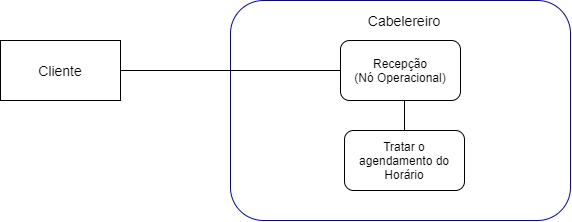 Cabelereiro
Cliente
Recepção
(Nó Operacional)
Tratar o
agendamento do
Horário